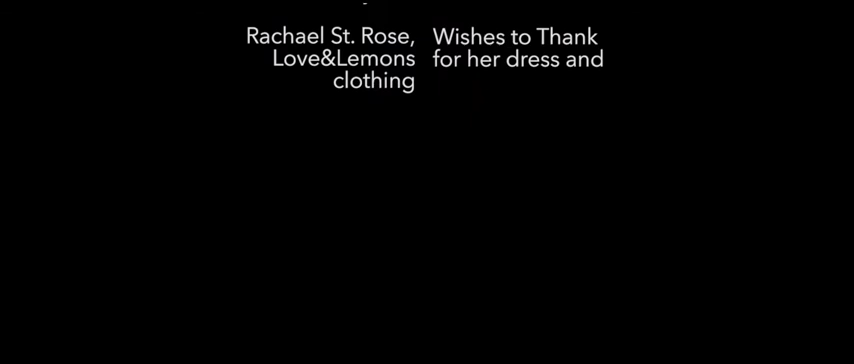 Rachael St. Rose, Wishes to Thank
Love&Lemons for her dress and
clothing